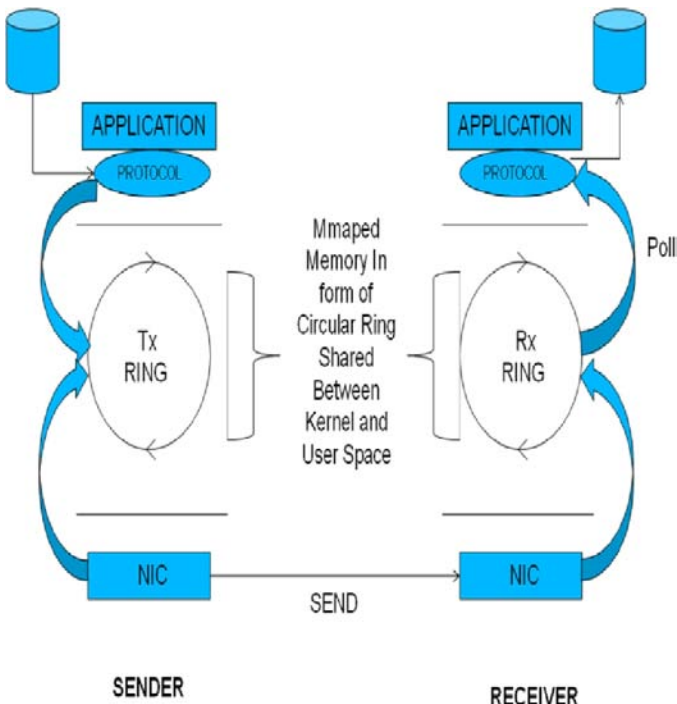 APPLICATION
PROTOCOL
APPLICATION
PROTOCOL
Mmaped
Memory In
form of
Circular Ring
Shared
Between
Kernel and
User Space
Poll
Tx
RING
Rx
RING
NIC
SEND
NIC
SENDER
RECEIVER